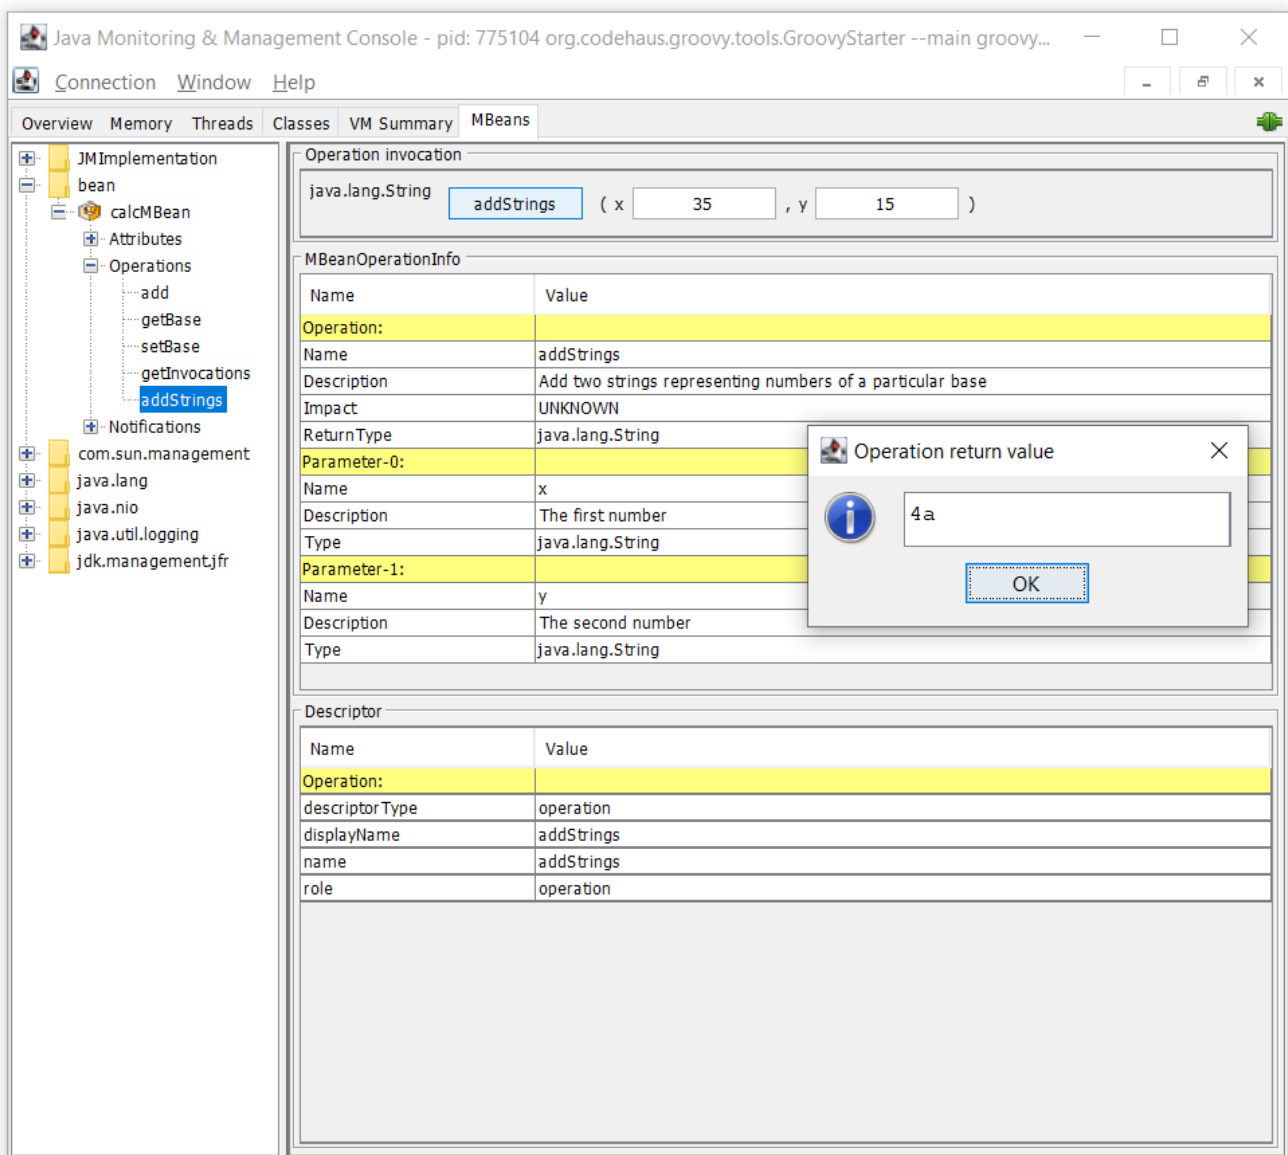 Java Monitoring & Management Console - pid: 775104 org.codehaus.groovy.tools.GroovyStarter --main groovy...
Connection Window Help
Overview Memory Threads Classes VM Summary MBeans
JMImplementation
bean
calcMBean
Attributes
Operations
add
getBase
setBase
getInvocations
addStrings
Notifications
com.sun.management
java.lang
java.nio
java.util.logging
jdk.management.jfr
Operation invocation
java.lang.String addStrings ( x 35 , y 15 )
MBeanOperationInfo
Name Value
Operation:
Name addStrings
Description Add two strings representing numbers of a particular base
Impact UNKNOWN
ReturnType java.lang.String
Parameter-0:
Name x
Description The first number
Type java.lang.String
Parameter-1:
Name y
Description The second number
Type java.lang.String
Operation return value
4a
OK
Descriptor
Name Value
Operation:
descriptorType operation
displayName addStrings
name addStrings
role operation